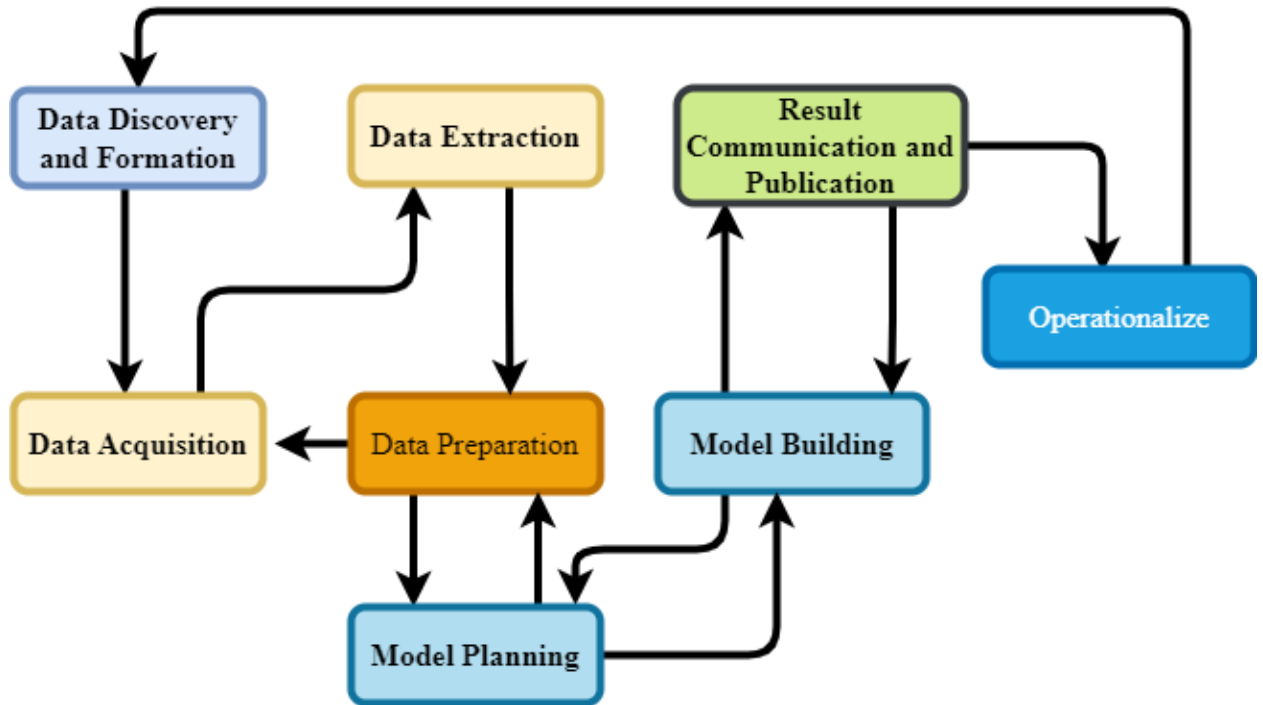 Data Discovery
and Formation
Data Extraction
Result
Communication and
Publication
Operationalize
Data Acquisition
Data Preparation
Model Building
Model Planning